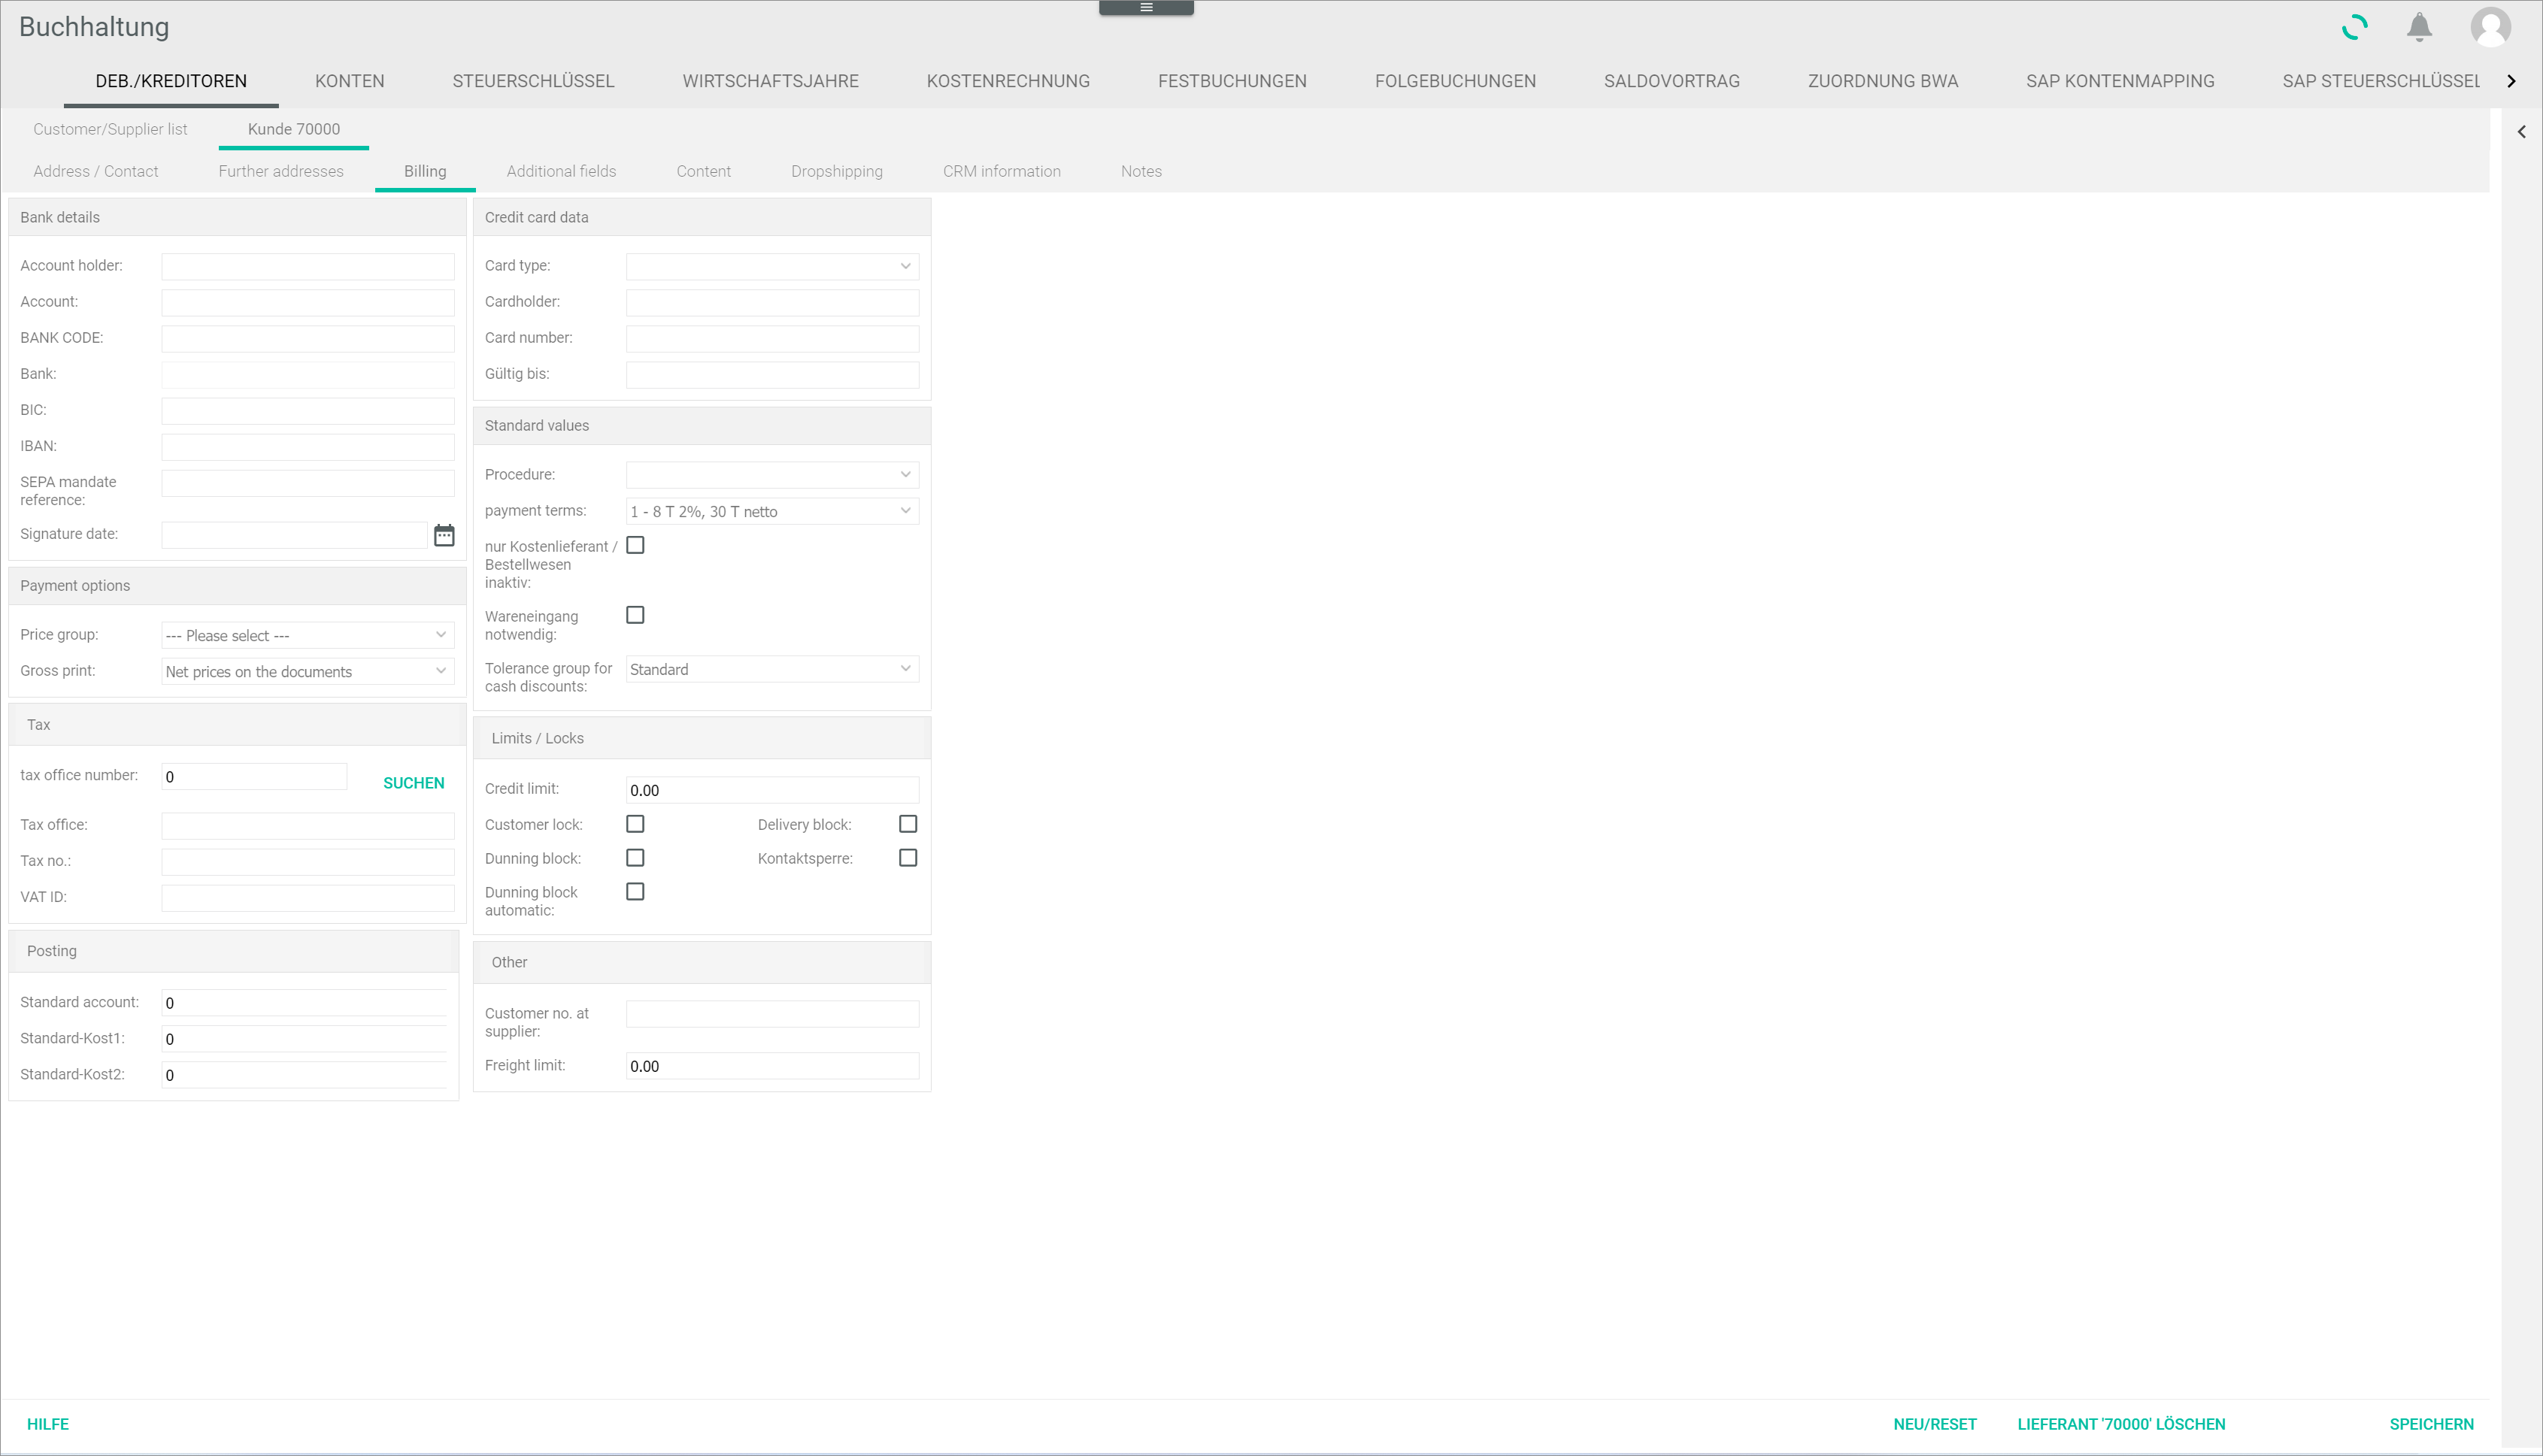 Buchhaltung
DEB./KREDITOREN KONTEN STEUERSCHLÜSSEL WIRTSCHAFTSJAHRE KOSTENRECHNUNG FESTBUCHUNGEN FOLGEBUCHUNGEN SALDOVORTRAG ZUORDNUNG BWA SAP KONTENMAPPING SAP STEUERSCHLÜSSEL
Customer/Supplier list Kunde 70000
Address / Contact Further addresses Billing Additional fields Content Dropshipping CRM information Notes
Bank details
Account holder:
Account:
BANK CODE:
Bank:
BIC:
IBAN:
SEPA mandate
reference:
Signature date:
Payment options
Price group: --- Please select ---
Gross print: Net prices on the documents
Tax
tax office number: 0 SUCHEN
Tax office:
Tax no.:
VAT ID:
Posting
Standard account: 0
Standard-Kost1: 0
Standard-Kost2: 0
Credit card data
Card type:
Cardholder:
Card number:
Gültig bis:
Standard values
Procedure:
payment terms: 1 - 8 T 2%, 30 T netto
nur Kostenlieferant /
Bestellwesen
inaktiv:
Wareneingang
notwendig:
Tolerance group for Standard
cash discounts:
Limits / Locks
Credit limit: 0.00
Customer lock: Delivery block:
Dunning block: Kontaktsperre:
Dunning block
automatic:
Other
Customer no. at
supplier:
Freight limit: 0.00
HILFE NEU/RESET LIEFERANT '70000' LÖSCHEN SPEICHERN